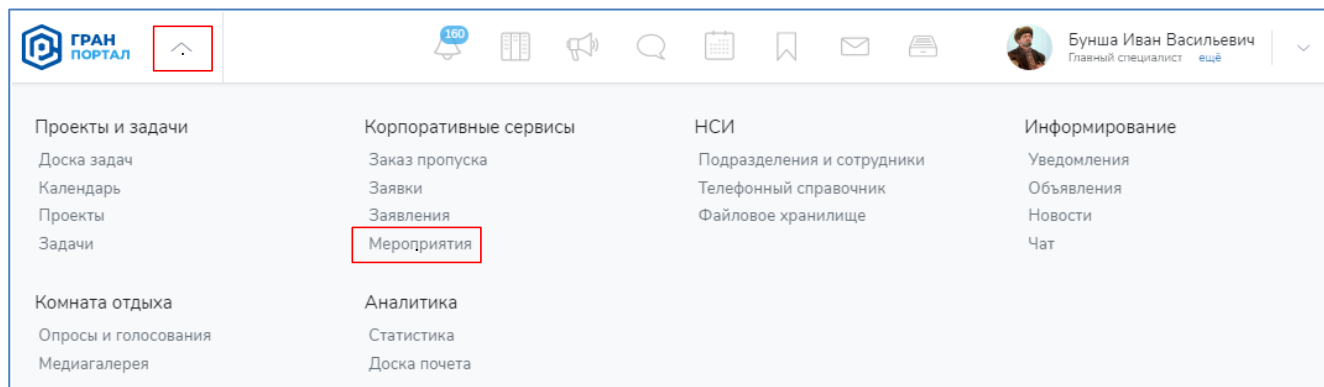 ГРАН
ПОРТАЛ
160
Бунша Иван Васильевич
Главный специалист ещё
Проекты и задачи
Доска задач
Календарь
Проекты
Задачи
Корпоративные сервисы
Заказ пропуска
Заявки
Заявления
Мероприятия
НСИ
Подразделения и сотрудники
Телефонный справочник
Файловое хранилище
Информирование
Уведомления
Объявления
Новости
Чат
Комната отдыха
Опросы и голосования
Медиагалерея
Аналитика
Статистика
Доска почета